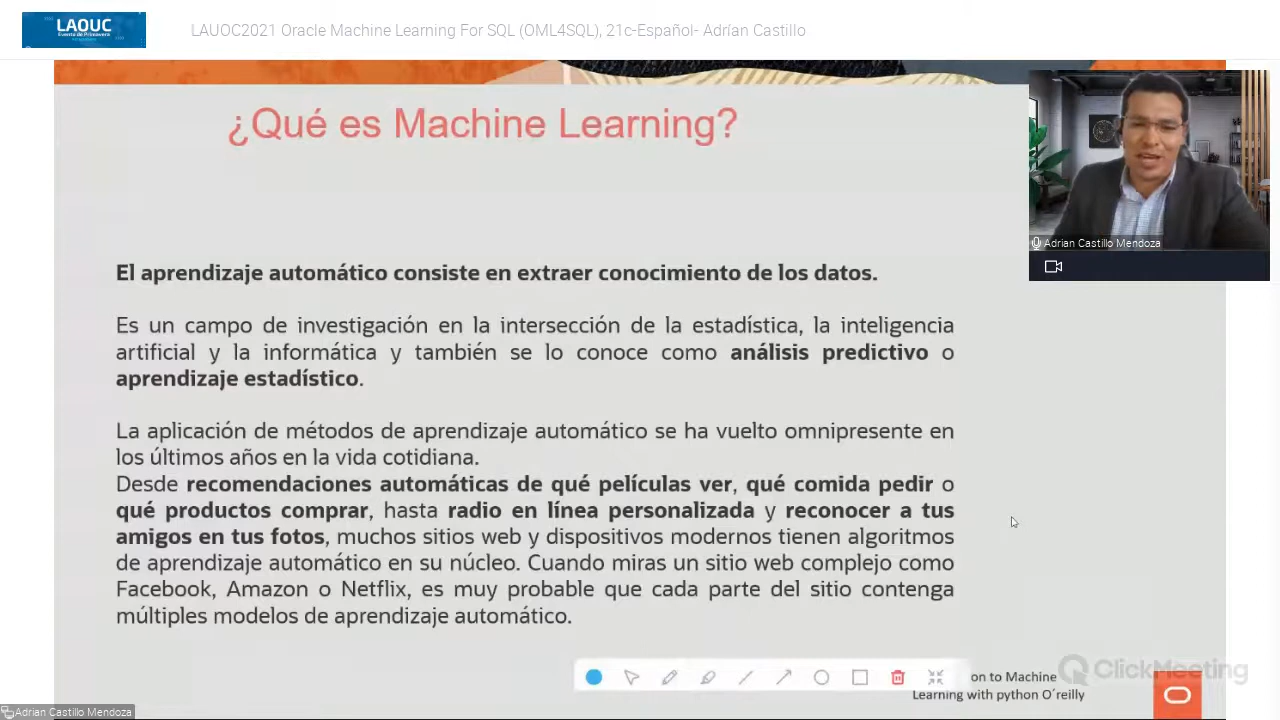 LAOUC
Evento de Primavera
LAUOC2021 Oracle Machine Learning For SQL (OML4SQL), 21c-Español- Adrían Castillo
¿Qué es Machine Learning?
Adrian Castillo Mendoza
El aprendizaje automático consiste en extraer conocimiento de los datos.
Es un campo de investigación en la intersección de la estadística, la inteligencia
artificial y la informática y también se lo conoce como análisis predictivo o
aprendizaje estadístico.
La aplicación de métodos de aprendizaje automático se ha vuelto omnipresente en
los últimos años en la vida cotidiana.
Desde recomendaciones automáticas de qué películas ver, qué comida pedir o
qué productos comprar, hasta radio en línea personalizada y reconocer a tus
amigos en tus fotos, muchos sitios web y dispositivos modernos tienen algoritmos
de aprendizaje automático en su núcleo. Cuando miras un sitio web complejo como
Facebook, Amazon o Netflix, es muy probable que cada parte del sitio contenga
múltiples modelos de aprendizaje automático.
on to Machine
Learning with python O´reilly
ClickMeeting
Adrian Castillo Mendoza